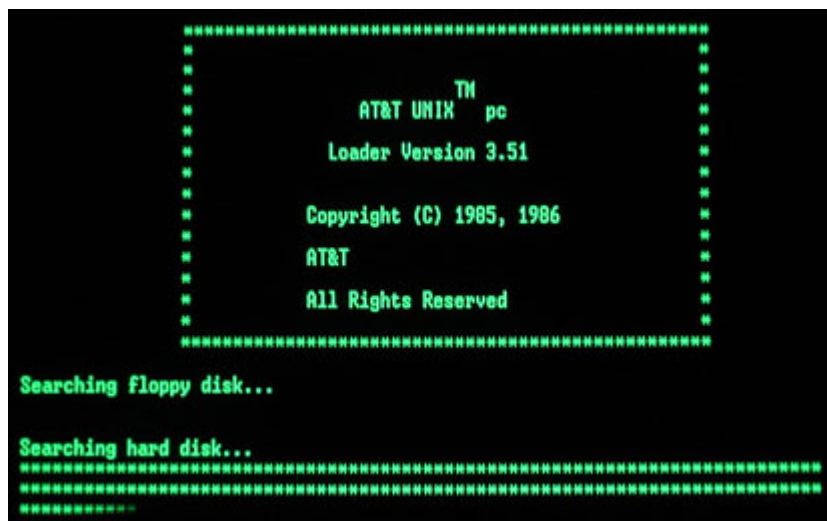 TM
AT&T UNIX pc
Loader Version 3.51
Copyright (C) 1985, 1986
AT&T
All Rights Reserved
Searching floppy disk...
Searching hard disk...